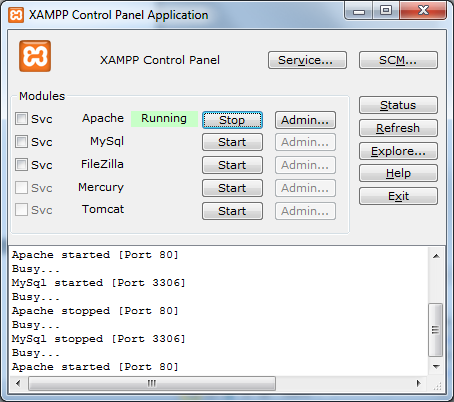 XAMPP Control Panel Application
XAMPP Control Panel
Service...
SCM...
Modules
Svc Apache Running Stop Admin...
Svc MySql Start Admin...
Svc FileZilla Start Admin...
Svc Mercury Start Admin...
Svc Tomcat Start Admin...
Status
Refresh
Explore...
Help
Exit
Apache started [Port 80]
Busy...
MySql started [Port 3306]
Busy...
Apache stopped [Port 80]
Busy...
MySql stopped [Port 3306]
Busy...
Apache started [Port 80]